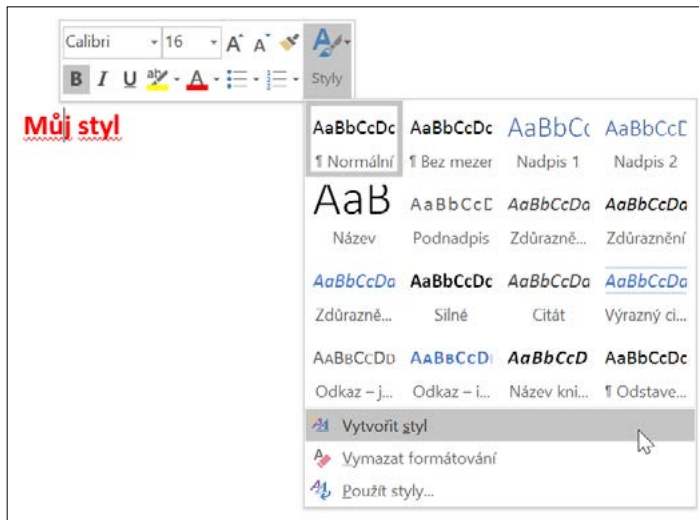 Calibri 16 A A A
B I U ab A Styly
Můj styl
AaBbCcDc AaBbCcDc AaBbCc AaBbCcD
¶ Normální ¶ Bez mezer Nadpis 1 Nadpis 2
AaB AaBbCcD AaBbCcDa AaBbCcDa
Název Podnadpis Zdůrazně... Zdůraznění
AaBbCcDa AaBbCcDc AaBbCcDa AaBbCcDa
Zdůrazně... Silné Citát Výrazný ci...
AaBbCcDd AaBbCcDi AaBbCcD AaBbCcDc
Odkaz – j... Odkaz – i... Název kni... ¶ Odstave...
Vytvořit styl
Vymazat formátování
Použít styly...